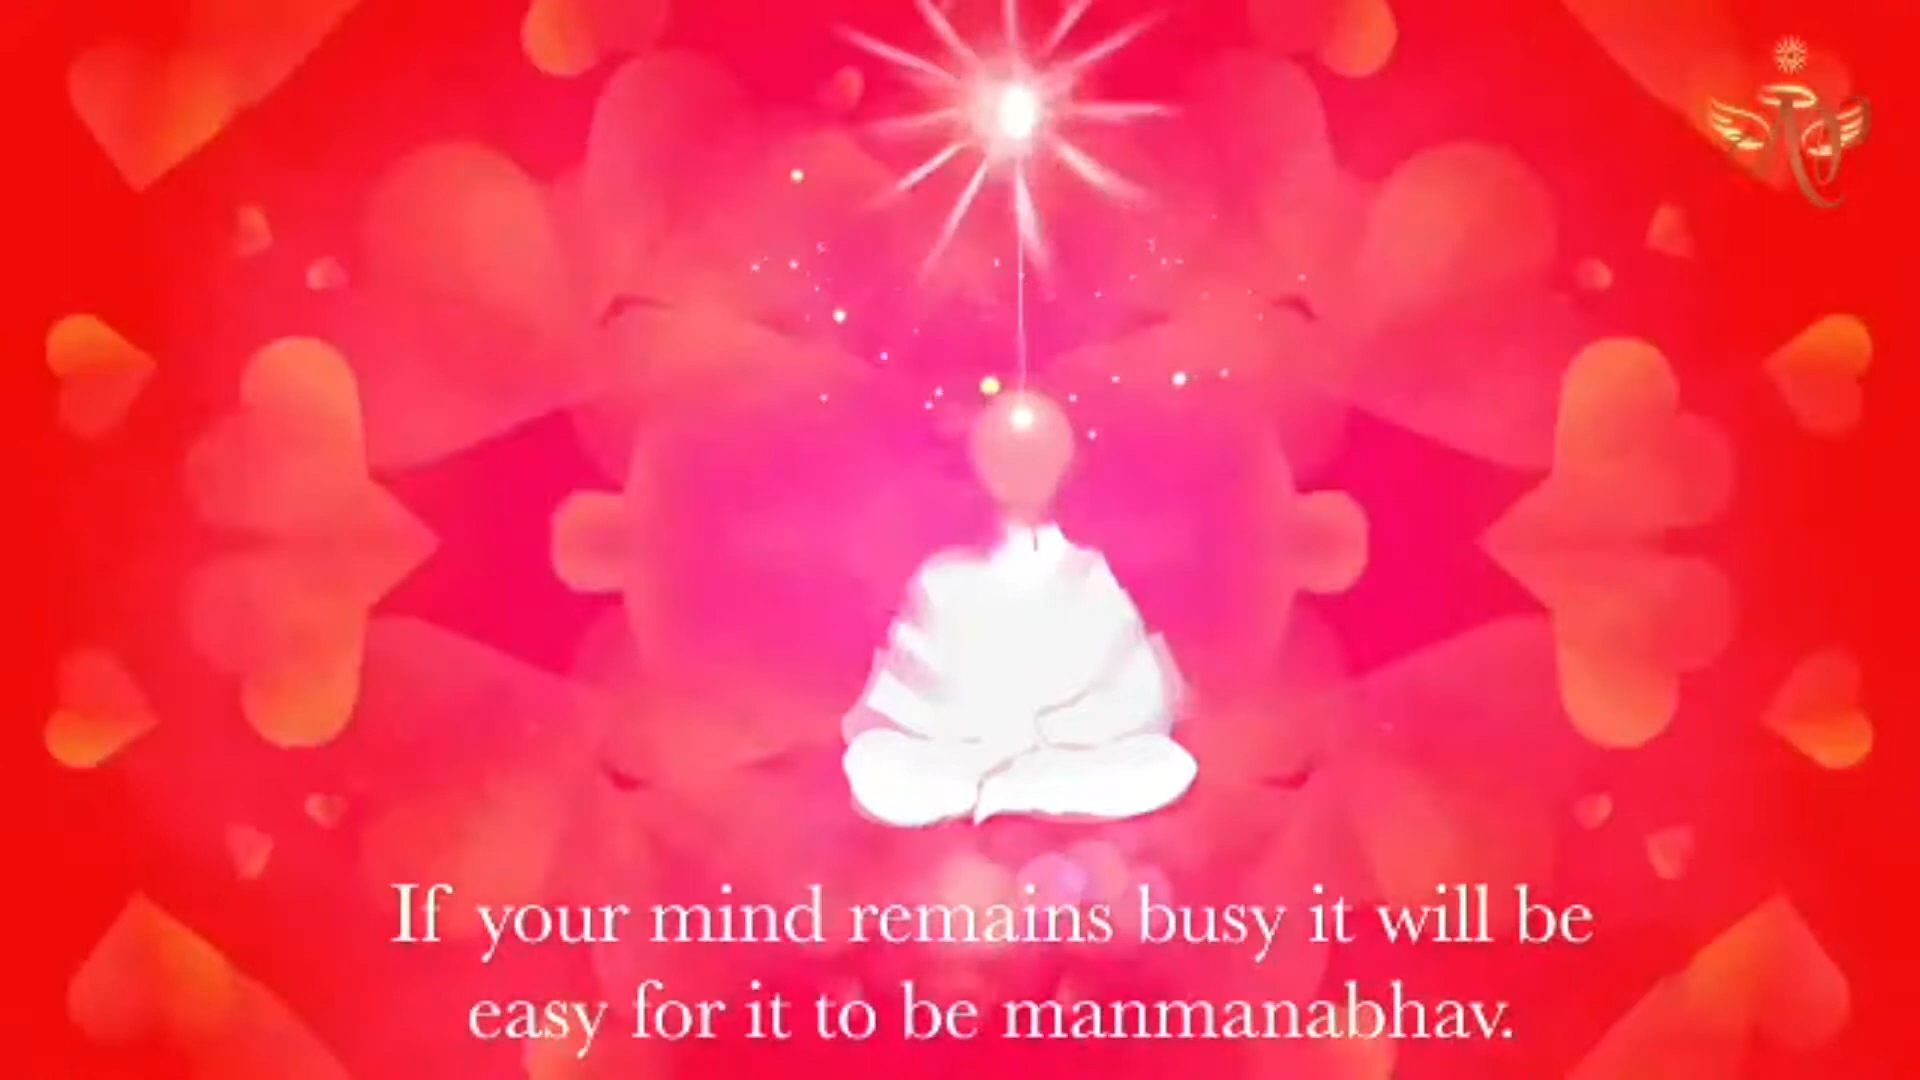 If your mind remains busy it will be
easy for it to be manmanabhav.